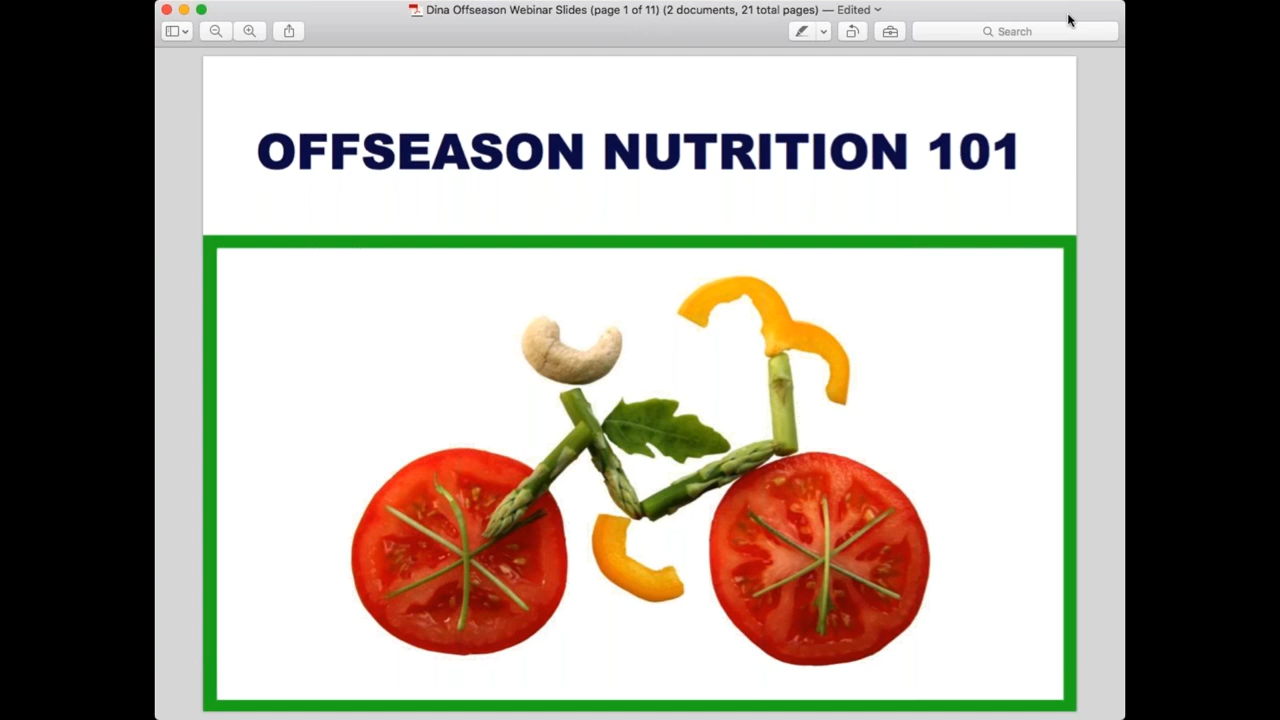 Dina Offseason Webinar Slides (page 1 of 11) (2 documents, 21 total pages) — Edited
Search
OFFSEASON NUTRITION 101